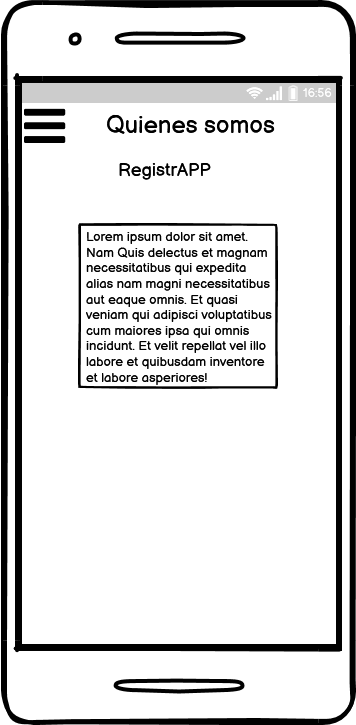 16:56
Quienes somos
RegistrAPP
Lorem ipsum dolor sit amet.
Nam Quis delectus et magnam
necessitatibus qui expedita
alias nam magni necessitatibus
aut eaque omnis. Et quasi
veniam qui adipisci voluptatibus
cum maiores ipsa qui omnis
incidunt. Et velit repellat vel illo
labore et quibusdam inventore
et labore asperiores!